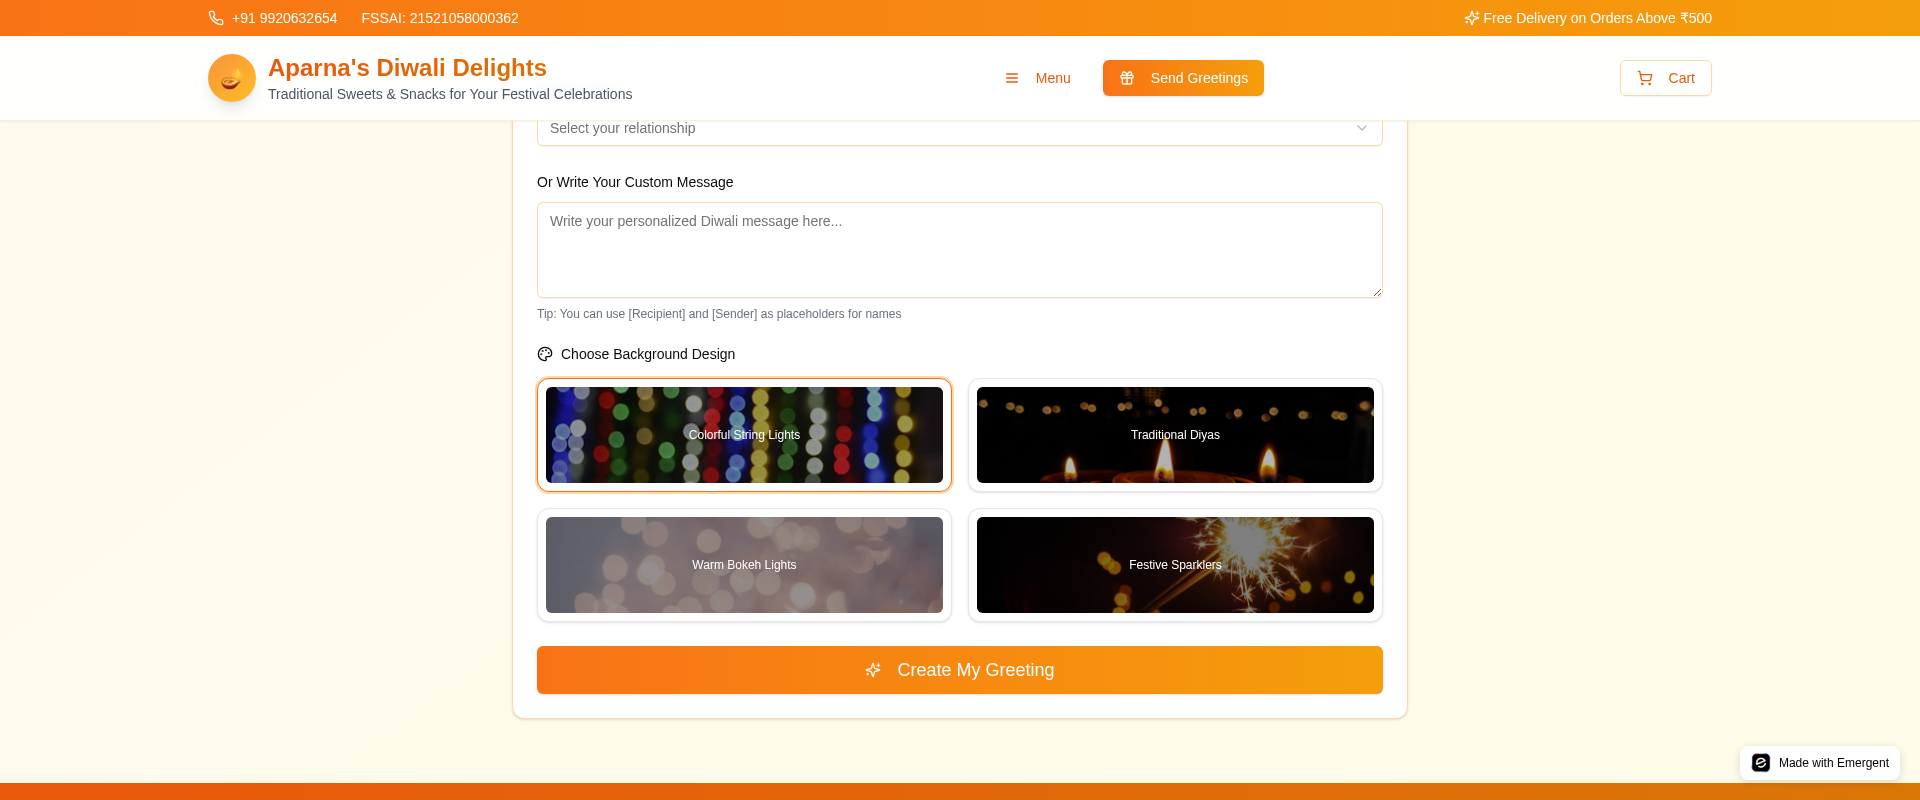 +91 9920632654
FSSAI: 21521058000362
Free Delivery on Orders Above ₹500
Aparna's Diwali Delights
Traditional Sweets & Snacks for Your Festival Celebrations
Menu
Send Greetings
Cart
Select your relationship
Or Write Your Custom Message
Write your personalized Diwali message here...
Tip: You can use [Recipient] and [Sender] as placeholders for names
Choose Background Design
Colorful String Lights
Traditional Diyas
Warm Bokeh Lights
Festive Sparklers
Create My Greeting
Made with Emergent